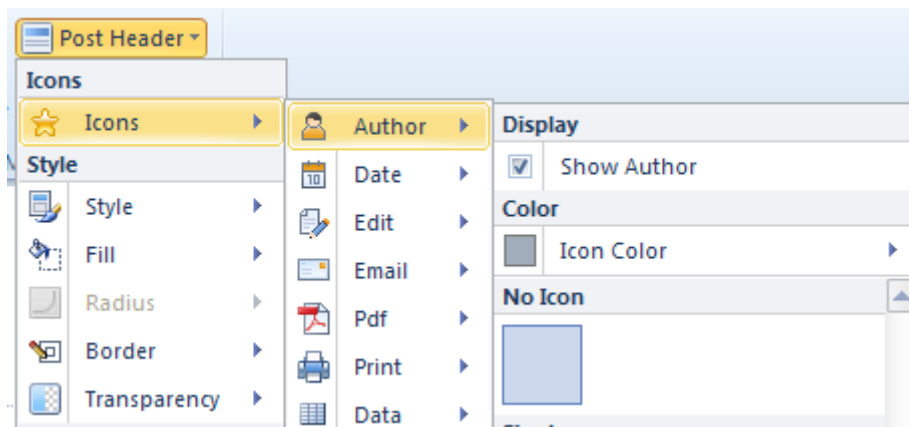 Post Header
Icons
Icons
Style
Style
Fill
Radius
Border
Transparency
Author
Date
10
Edit
Email
Pdf
Print
Data
Display
Show Author
Color
Icon Color
No Icon